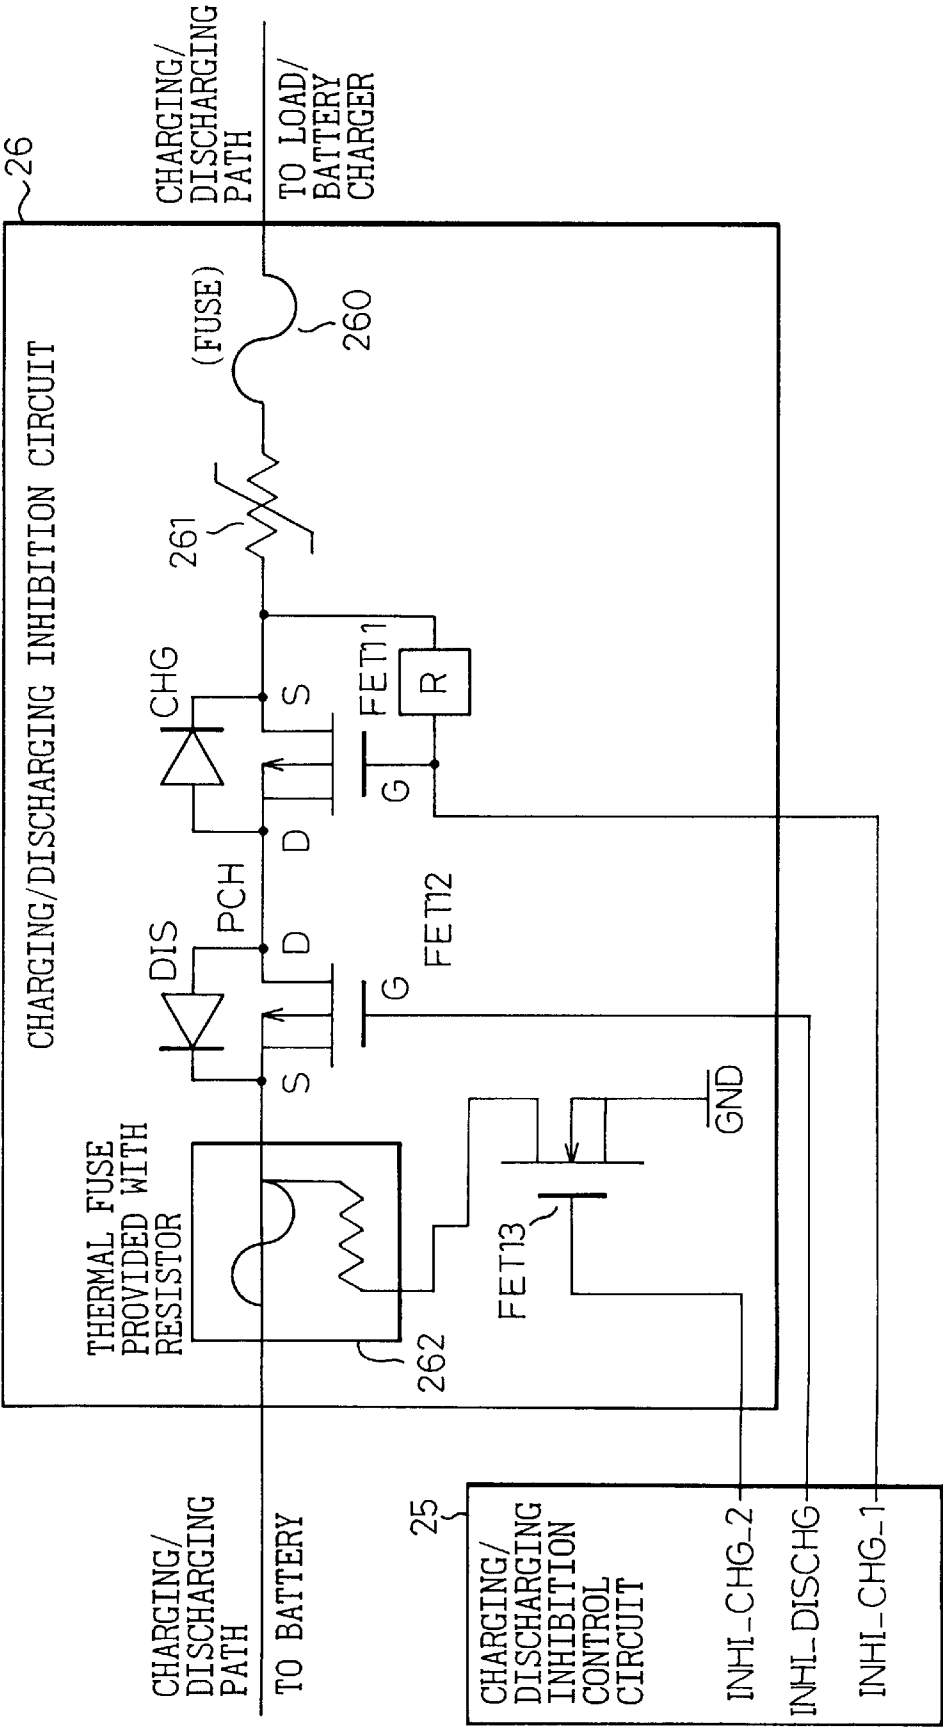 CHARGING/
DISCHARGING
PATH
TO BATTERY
THERMAL FUSE
PROVIDED WITH
RESISTOR
262
CHARGING/DISCHARGING INHIBITION CIRCUIT
26
DIS
S
D
G
FET12
PCH
CHG
D
S
G
FET11
R
261
(FUSE)
260
CHARGING/
DISCHARGING
PATH
TO LOAD/
BATTERY
CHARGER
FET13
GND
25
CHARGING/
DISCHARGING
INHIBITION
CONTROL
CIRCUIT
INHI_CHG_2
INHI_DISCHG
INHI_CHG_1